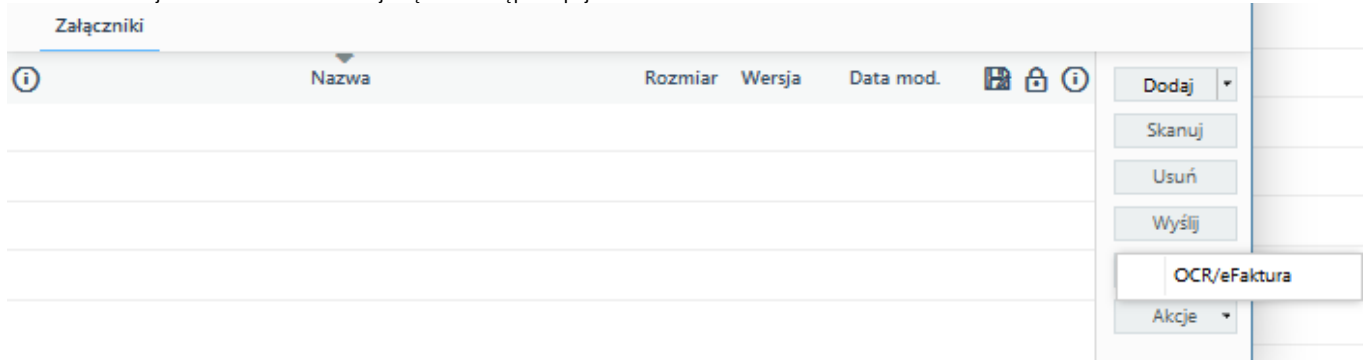 Załączniki
Nazwa Rozmiar Wersja Data mod.
Dodaj
Skanuj
Usuń
Wyślij
OCR/eFaktura
Akcje